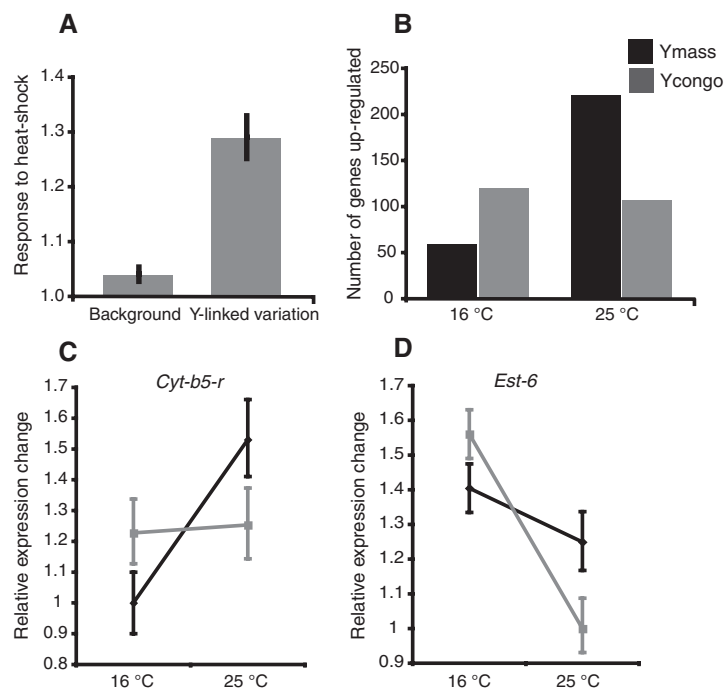 A
Response to heat-shock
1.4
1.3
1.2
1.1
1.0
Background Y-linked variation
B
Ymass
Ycongo
Number of genes up-regulated
250
200
150
100
50
0
16 °C 25 °C
C
Cyt-b5-r
Relative expression change
1.7
1.6
1.5
1.4
1.3
1.2
1.1
1
0.9
0.8
16 °C 25 °C
D
Est-6
Relative expression change
1.7
1.6
1.5
1.4
1.3
1.2
1.1
1
0.9
16 °C 25 °C